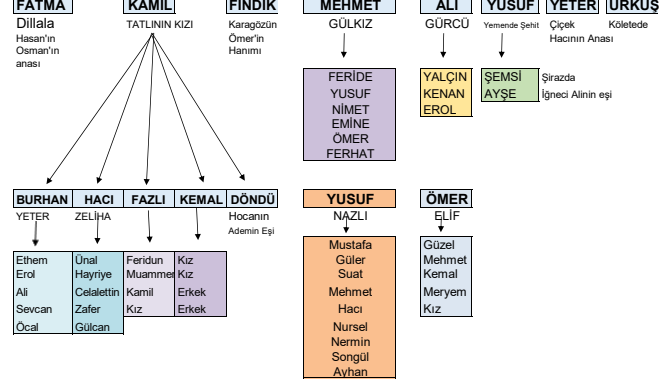 FATMA KAMİL FINDIK MEHMET ALİ YUSUF YETER ÜRKÜŞ
Dillala TATLININ KIZI Karagözün GÜLKIZ GÜRCÜ Yemende Şehit Çiçek Köletede
Hasan'ın Ömer'in Hacının Anası
Osman'ın Hanımı
anası
FERİDE YALÇIN ŞEMSİ Şirazda
YUSUF KENAN AYŞE İğneci Alinin eşi
NİMET EROL
EMİNE
ÖMER
FERHAT
BURHAN HACI FAZLI KEMAL DÖNDÜ YUSUF ÖMER
YETER ZELİHA Hocanın NAZLI ELİF
Ademin Eşi
Ethem Ünal Feridun Kız Mustafa Güzel
Erol Hayriye Muammer Kız Güler Mehmet
Ali Celalettin Kamil Erkek Suat Kemal
Sevcan Zafer Kız Erkek Mehmet Meryem
Öcal Gülcan Hacı Kız
Nursel
Nermin
Songül
Ayhan